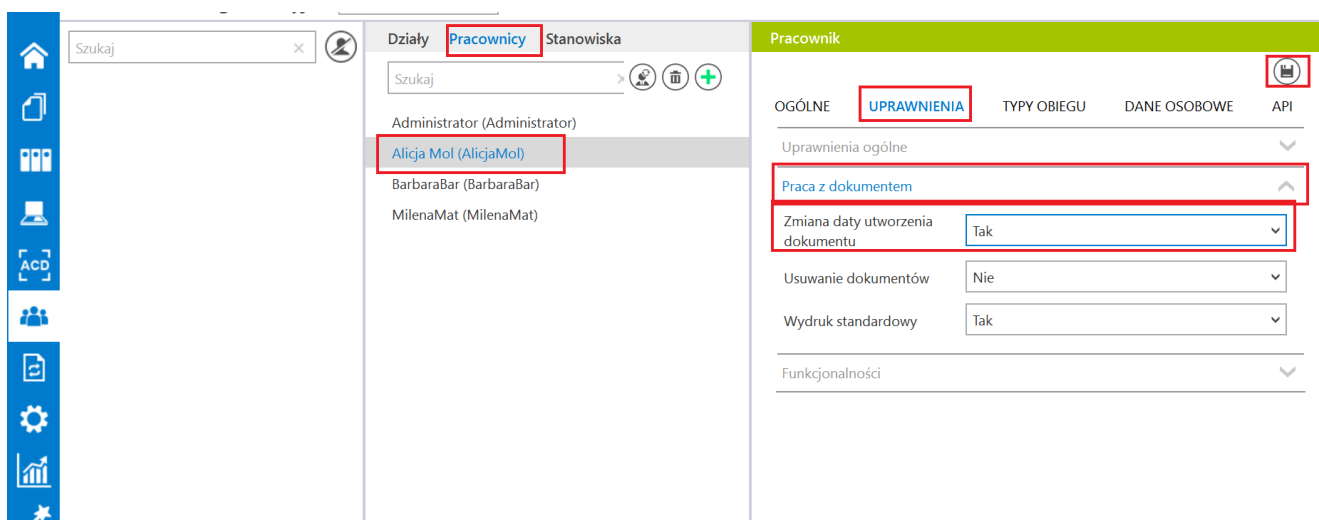 Szukaj
Działy Pracownicy Stanowiska
Szukaj
Administrator (Administrator)
Alicja Mol (AlicjaMol)
BarbaraBar (BarbaraBar)
MilenaMat (MilenaMat)
Pracownik
OGÓLNE UPRAWNIENIA TYPY OBIEGU DANE OSOBOWE API
Uprawnienia ogólne
Praca z dokumentem
Zmiana daty utworzenia
dokumentu
Tak
Usuwanie dokumentów Nie
Wydruk standardowy Tak
Funkcjonalności
ACD